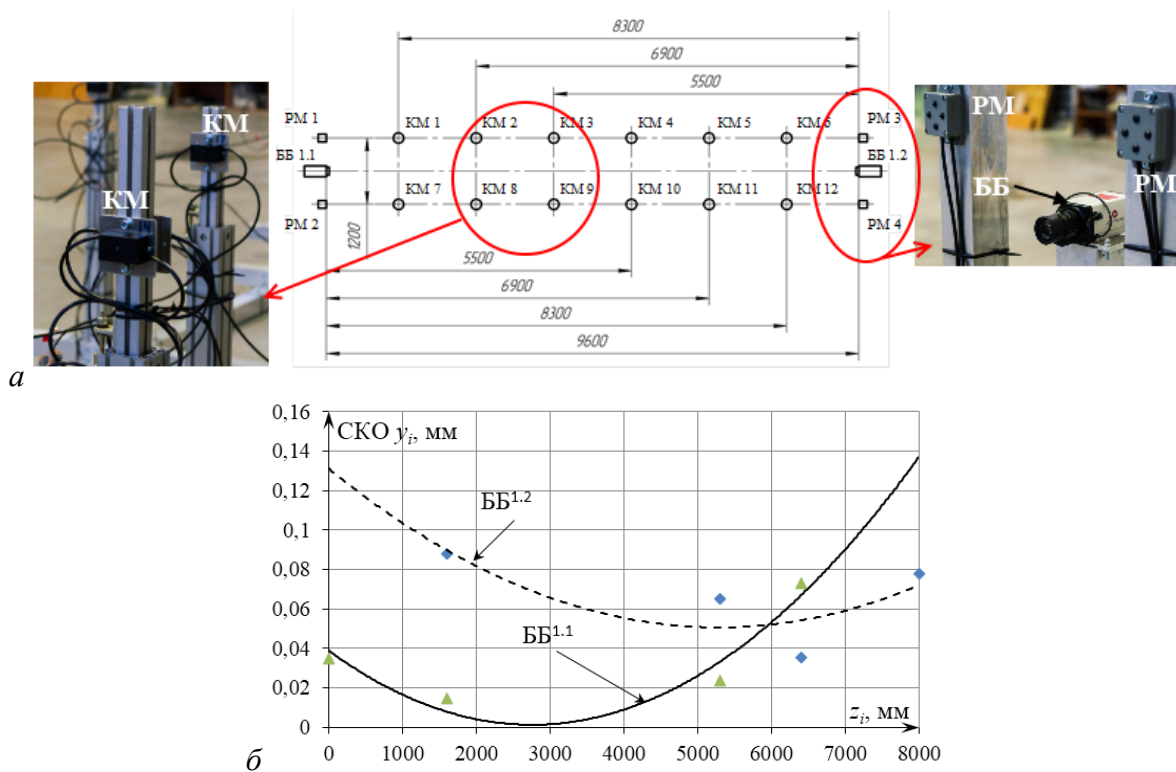 8300
6900
5500
РМ 1
КМ 1
КМ 2
КМ 3
КМ 4
КМ 5
КМ 6
РМ 3
ББ 1.1
ББ 1.2
КМ 7
КМ 8
КМ 9
КМ 10
КМ 11
КМ 12
РМ 2
РМ 4
1200
5500
6900
8300
9600
КМ
КМ
РМ
ББ
РМ
а
0,16
0,14
0,12
0,1
0,08
0,06
0,04
0,02
0
СКО yᵢ, мм
ББ¹·²
ББ¹·¹
zᵢ, мм
0 1000 2000 3000 4000 5000 6000 7000 8000
б